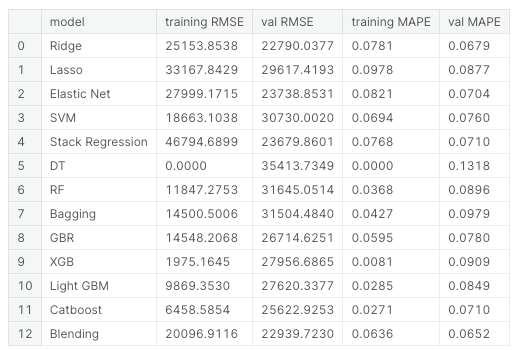 model training RMSE val RMSE training MAPE val MAPE
0 Ridge 25153.8538 22790.0377 0.0781 0.0679
1 Lasso 33167.8429 29617.4193 0.0978 0.0877
2 Elastic Net 27999.1715 23738.8531 0.0821 0.0704
3 SVM 18663.1038 30730.0020 0.0694 0.0760
4 Stack Regression 46794.6899 23679.8601 0.0768 0.0710
5 DT 0.0000 35413.7349 0.0000 0.1318
6 RF 11847.2753 31645.0514 0.0368 0.0896
7 Bagging 14500.5006 31504.4840 0.0427 0.0979
8 GBR 14548.2068 26714.6251 0.0595 0.0780
9 XGB 1975.1645 27956.6865 0.0081 0.0909
10 Light GBM 9869.3530 27620.3377 0.0285 0.0849
11 Catboost 6458.5854 25622.9253 0.0271 0.0710
12 Blending 20096.9116 22939.7230 0.0636 0.0652